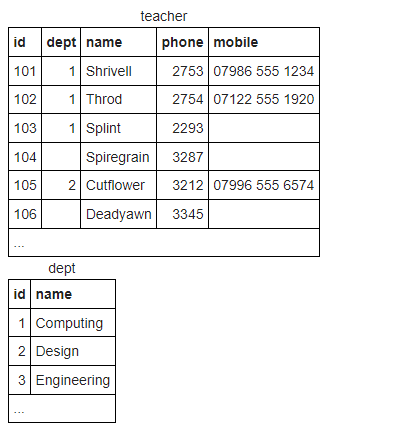 teacher
id dept name phone mobile
101 1 Shrivell 2753 07986 555 1234
102 1 Throd 2754 07122 555 1920
103 1 Splint 2293
104 Spiregrain 3287
105 2 Cutflower 3212 07996 555 6574
106 Deadyawn 3345
...
dept
id name
1 Computing
2 Design
3 Engineering
...